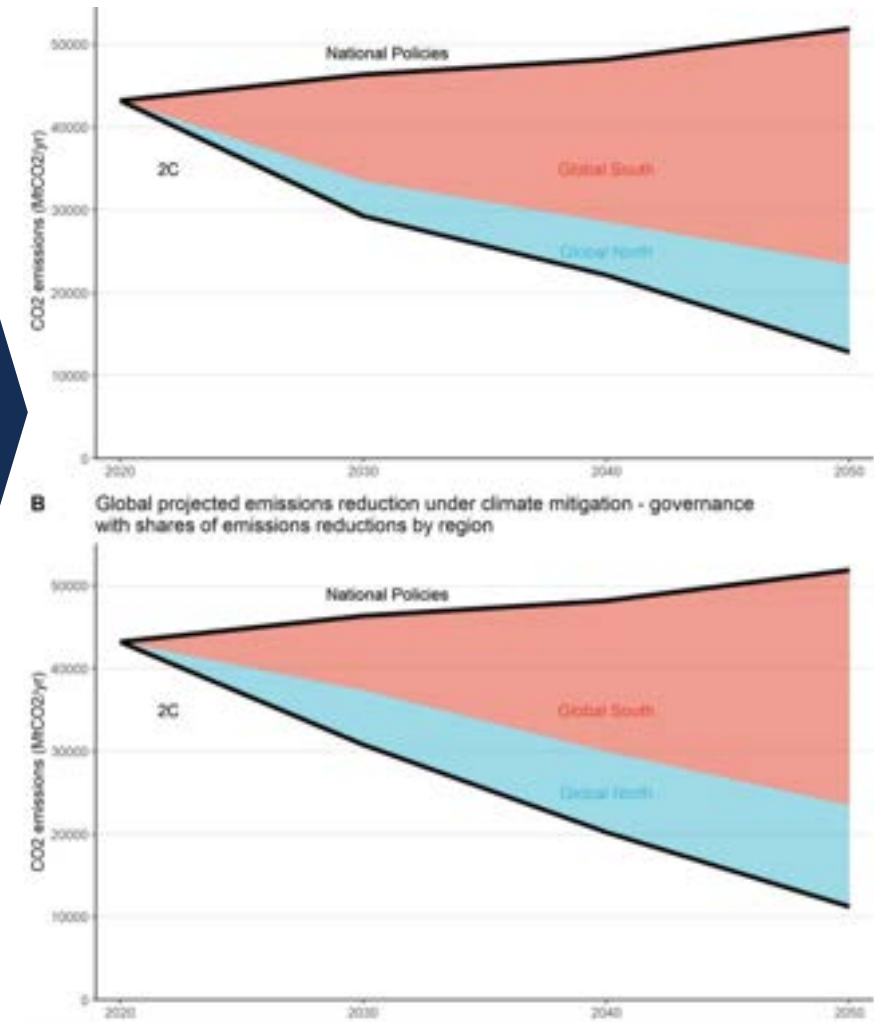 50000
National Policies
40000
2C
Global South
30000
Global North
20000
10000
0
CO2 emissions (MtCO2/yr)
2020
2030
2040
2050
B Global projected emissions reduction under climate mitigation - governance
with shares of emissions reductions by region
50000
National Policies
40000
2C
Global South
30000
Global North
20000
10000
0
CO2 emissions (MtCO2/yr)
2020
2030
2040
2050